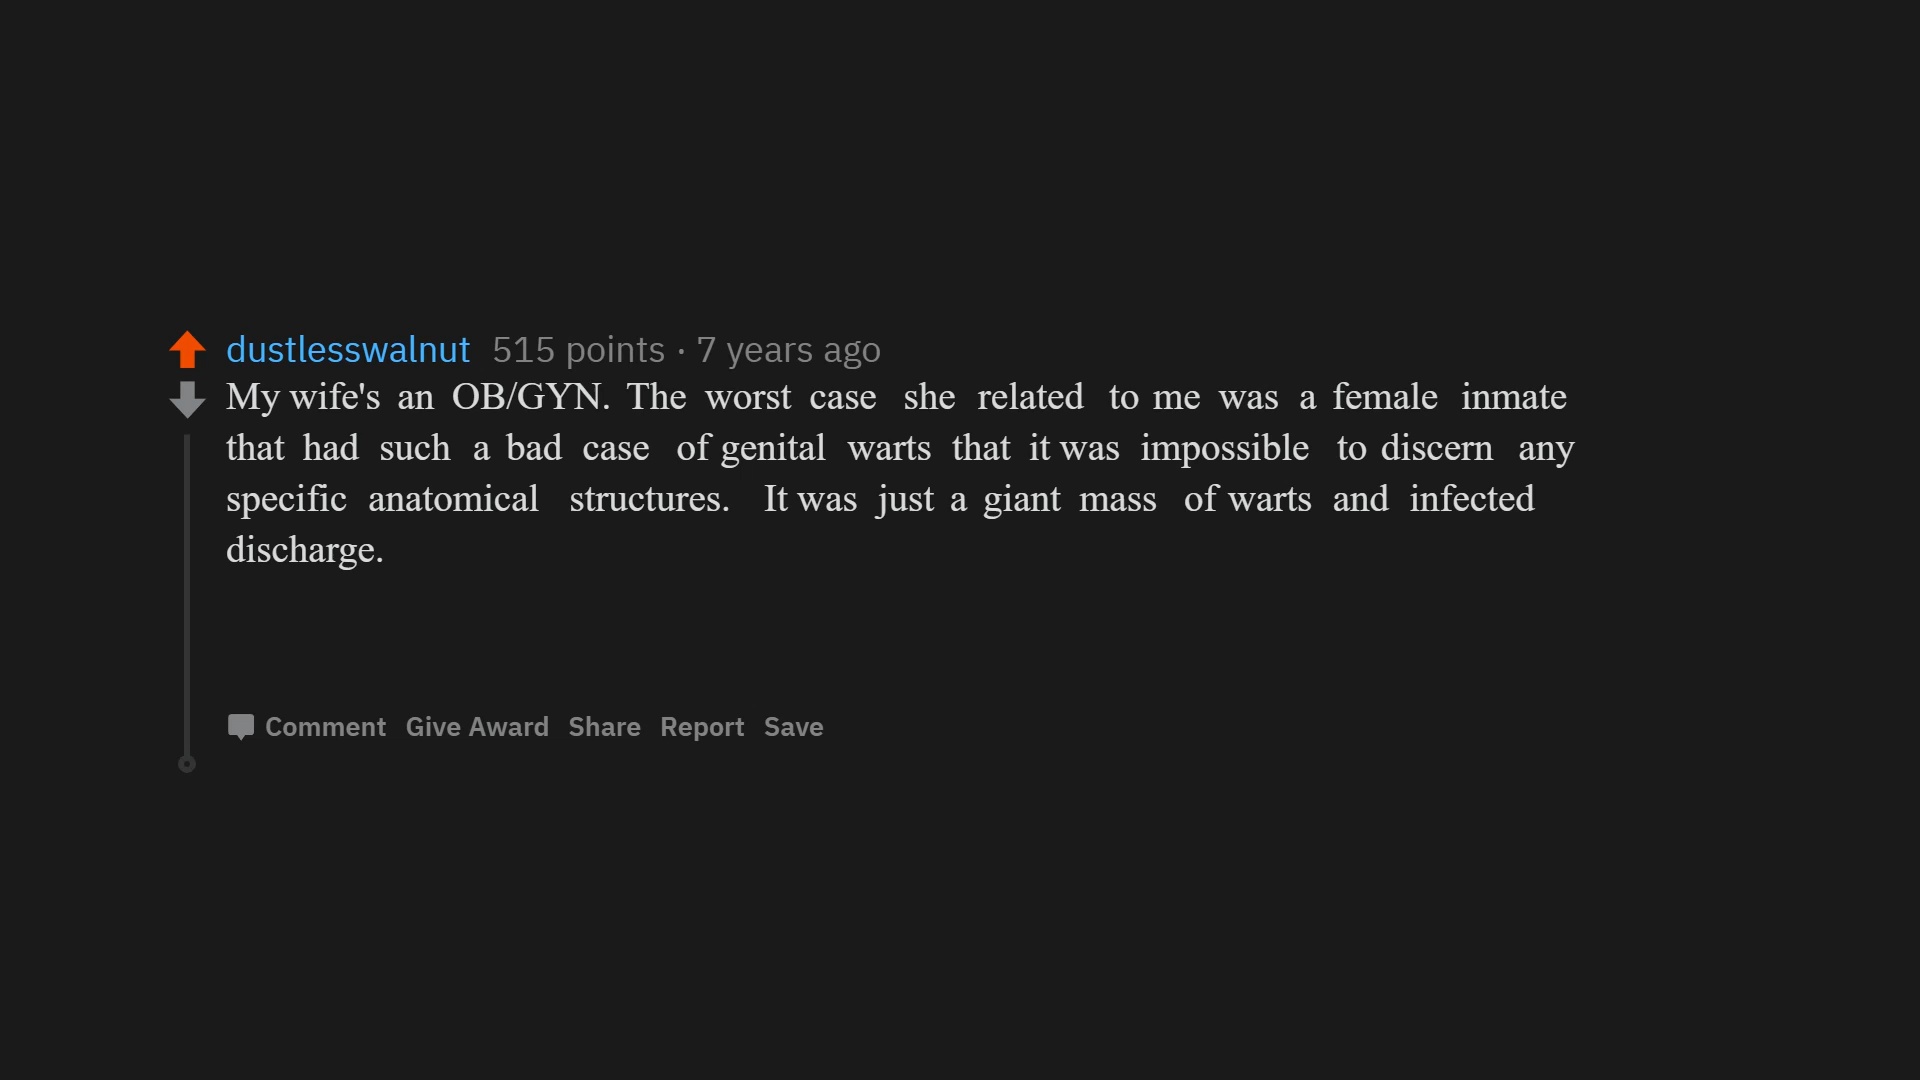 dustlesswalnut 515 points · 7 years ago
My wife's an OB/GYN. The worst case she related to me was a female inmate
that had such a bad case of genital warts that it was impossible to discern any
specific anatomical structures. It was just a giant mass of warts and infected
discharge.
Comment Give Award Share Report Save